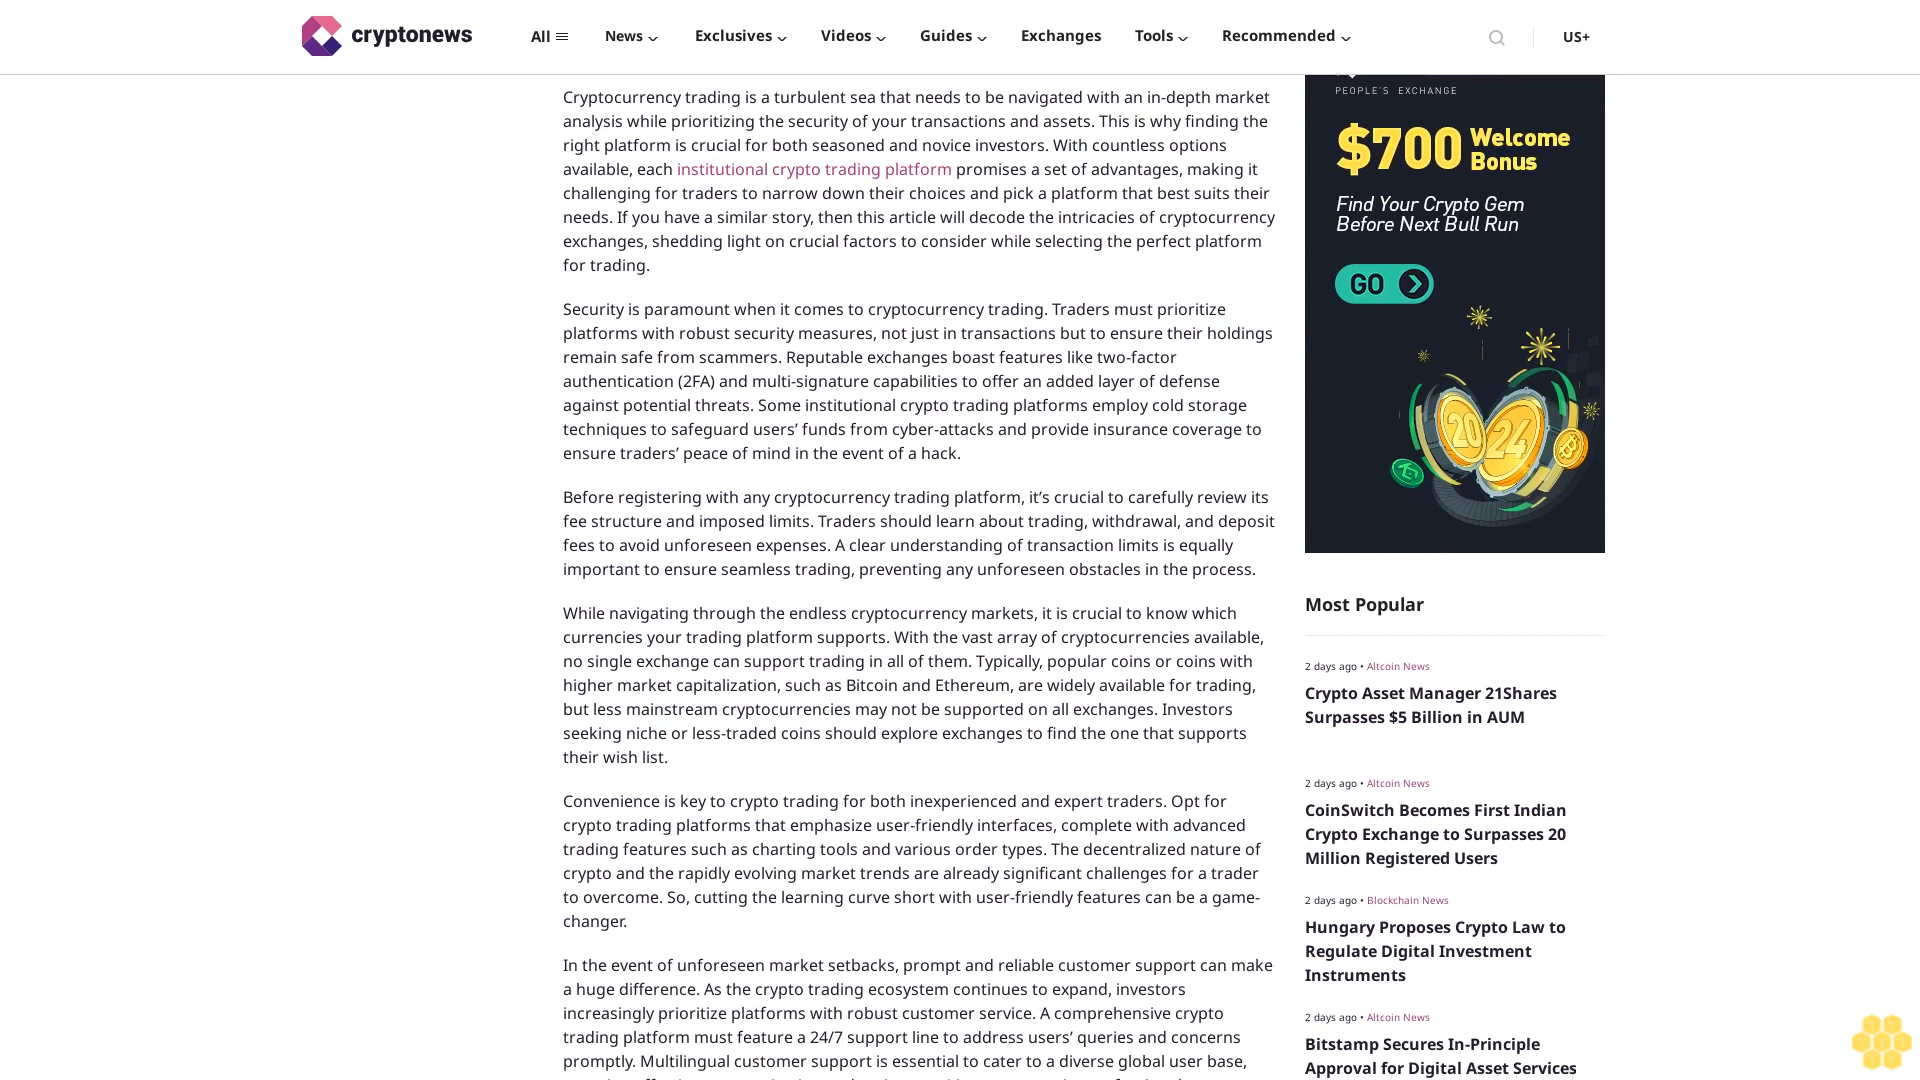 cryptonews
All
News
Exclusives
Videos
Guides
Exchanges
Tools
Recommended
US+
Cryptocurrency trading is a turbulent sea that needs to be navigated with an in-depth market
analysis while prioritizing the security of your transactions and assets. This is why finding the
right platform is crucial for both seasoned and novice investors. With countless options
available, each institutional crypto trading platform promises a set of advantages, making it
challenging for traders to narrow down their choices and pick a platform that best suits their
needs. If you have a similar story, then this article will decode the intricacies of cryptocurrency
exchanges, shedding light on crucial factors to consider while selecting the perfect platform
for trading.
Security is paramount when it comes to cryptocurrency trading. Traders must prioritize
platforms with robust security measures, not just in transactions but to ensure their holdings
remain safe from scammers. Reputable exchanges boast features like two-factor
authentication (2FA) and multi-signature capabilities to offer an added layer of defense
against potential threats. Some institutional crypto trading platforms employ cold storage
techniques to safeguard users’ funds from cyber-attacks and provide insurance coverage to
ensure traders’ peace of mind in the event of a hack.
Before registering with any cryptocurrency trading platform, it’s crucial to carefully review its
fee structure and imposed limits. Traders should learn about trading, withdrawal, and deposit
fees to avoid unforeseen expenses. A clear understanding of transaction limits is equally
important to ensure seamless trading, preventing any unforeseen obstacles in the process.
While navigating through the endless cryptocurrency markets, it is crucial to know which
currencies your trading platform supports. With the vast array of cryptocurrencies available,
no single exchange can support trading in all of them. Typically, popular coins or coins with
higher market capitalization, such as Bitcoin and Ethereum, are widely available for trading,
but less mainstream cryptocurrencies may not be supported on all exchanges. Investors
seeking niche or less-traded coins should explore exchanges to find the one that supports
their wish list.
Convenience is key to crypto trading for both inexperienced and expert traders. Opt for
crypto trading platforms that emphasize user-friendly interfaces, complete with advanced
trading features such as charting tools and various order types. The decentralized nature of
crypto and the rapidly evolving market trends are already significant challenges for a trader
to overcome. So, cutting the learning curve short with user-friendly features can be a game-
changer.
In the event of unforeseen market setbacks, prompt and reliable customer support can make
a huge difference. As the crypto trading ecosystem continues to expand, investors
increasingly prioritize platforms with robust customer service. A comprehensive crypto
trading platform must feature a 24/7 support line to address users’ queries and concerns
promptly. Multilingual customer support is essential to cater to a diverse global user base,
PEOPLE'S EXCHANGE
$700 Welcome
Bonus
Find Your Crypto Gem
Before Next Bull Run
GO
20
24
Most Popular
2 days ago • Altcoin News
Crypto Asset Manager 21Shares
Surpasses $5 Billion in AUM
2 days ago • Altcoin News
CoinSwitch Becomes First Indian
Crypto Exchange to Surpasses 20
Million Registered Users
2 days ago • Blockchain News
Hungary Proposes Crypto Law to
Regulate Digital Investment
Instruments
2 days ago • Altcoin News
Bitstamp Secures In-Principle
Approval for Digital Asset Services